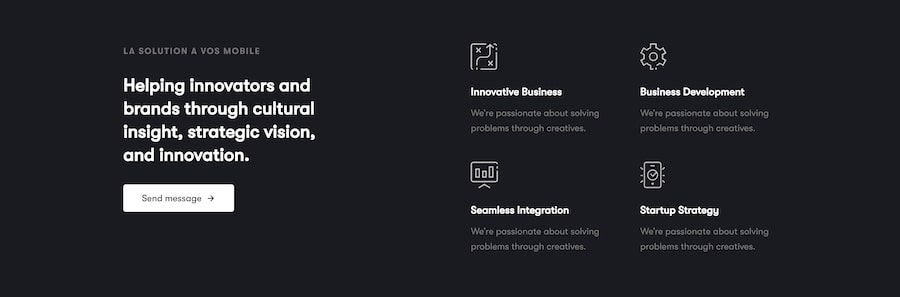 LA SOLUTION A VOS MOBILE
Helping innovators and
brands through cultural
insight, strategic vision,
and innovation.
Send message →
Innovative Business
We're passionate about solving
problems through creatives.
Business Development
We're passionate about solving
problems through creatives.
Seamless Integration
We're passionate about solving
problems through creatives.
Startup Strategy
We're passionate about solving
problems through creatives.